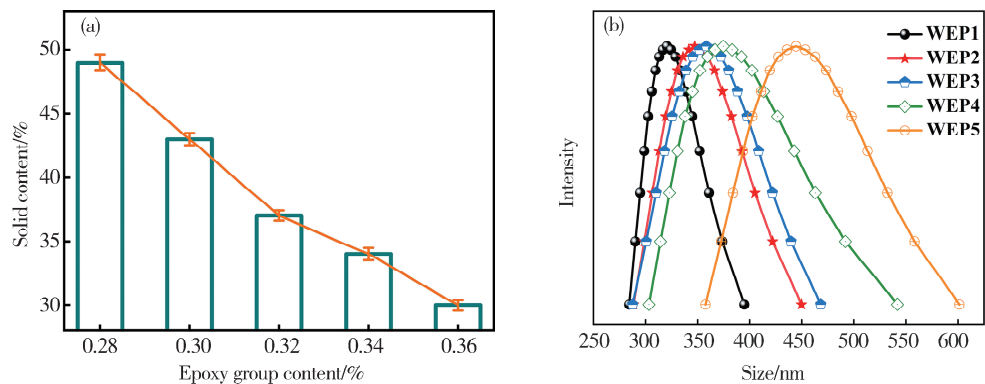 (a)
Solid content/%
50
45
40
35
30
0.28 0.30 0.32 0.34 0.36
Epoxy group content/%
(b)
WEP1
WEP2
WEP3
WEP4
WEP5
Intensity
250 300 350 400 450 500 550 600 650
Size/nm